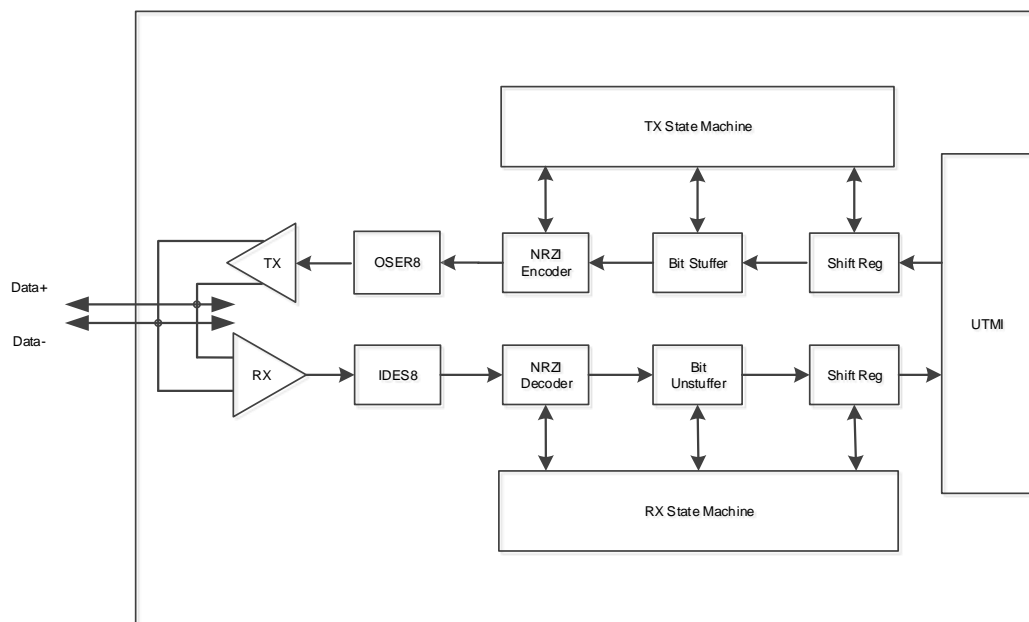 TX State Machine
TX
OSER8
NRZI
Encoder
Bit Stuffer
Shift Reg
Data+
Data-
UTMI
RX
IDES8
NRZI
Decoder
Bit
Unstuffer
Shift Reg
RX State Machine